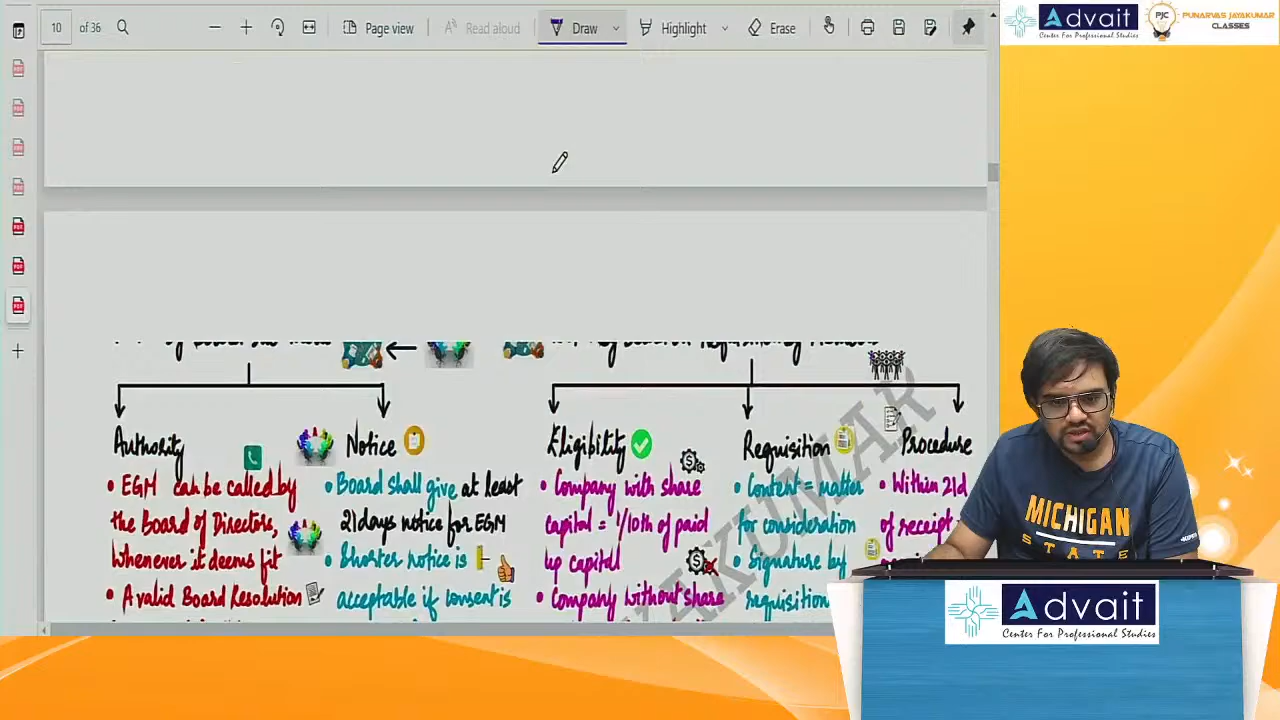 10 of 36
Page view
Read aloud
Draw
Highlight
Erase
Advait
Center For Professional Studies
PJC
PUNARVAS JAYAKUMAR
CLASSES
Authority
• EGM can be called by
the Board of Directors,
Whenever it deems fit
• A valid Board Resolution
Notice
• Board shall give at least
21days notice for EGM
• Shorter notice is
acceptable if consent is
Eligibility
• Company with share
capital = 1/10th of paid
up capital
• Company without share
Requisition
• Content = matter
for consideration
• Signature by
requisition
Procedure
• Within 21d
of receipt
AKUMAR
MICHIGAN
STATE
Advait
Center For Professional Studies